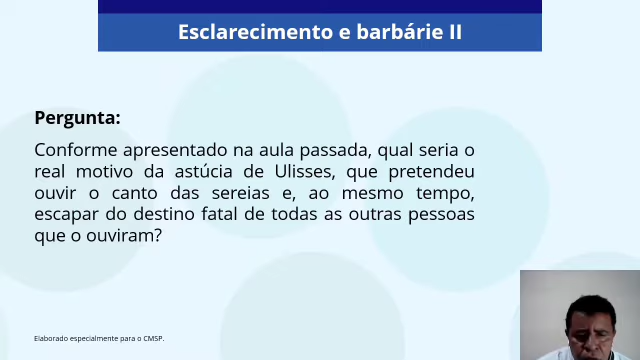 Esclarecimento e barbárie II
Pergunta:
Conforme apresentado na aula passada, qual seria o
real motivo da astúcia de Ulisses, que pretendeu
ouvir o canto das sereias e, ao mesmo tempo,
escapar do destino fatal de todas as outras pessoas
que o ouviram?
Elaborado especialmente para o CMSP.